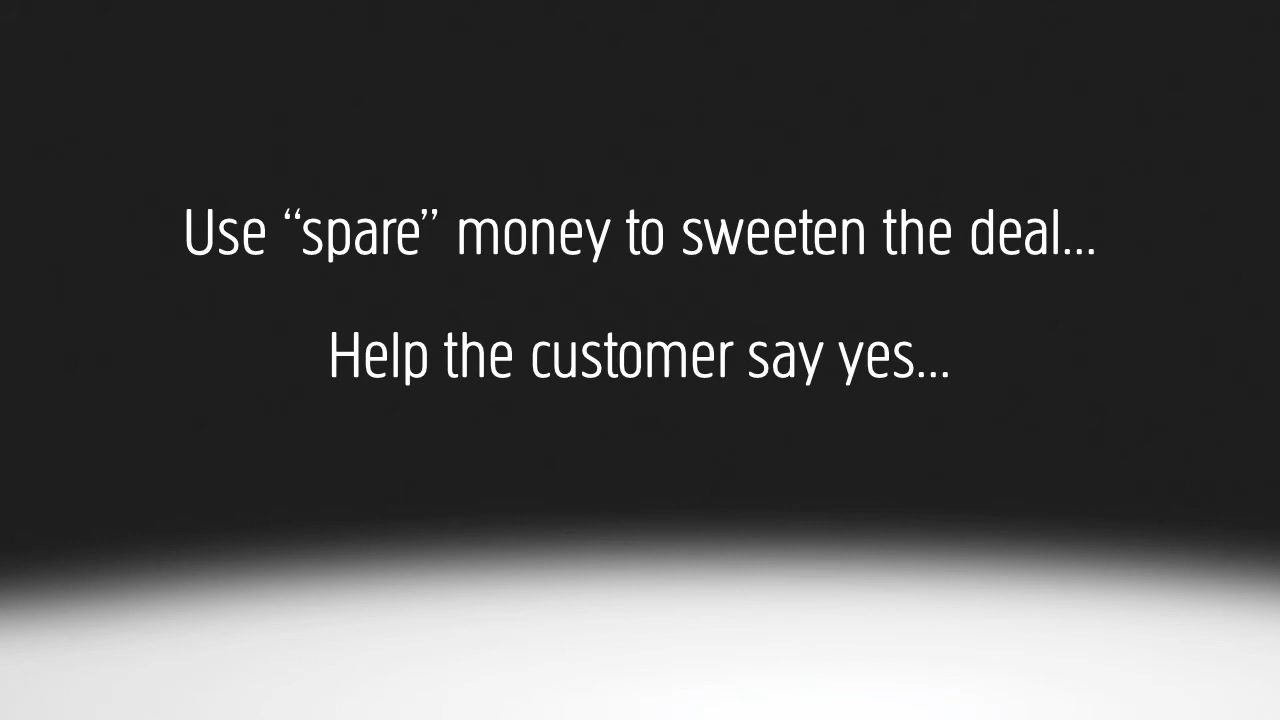 Use “spare” money to sweeten the deal...
Help the customer say yes...